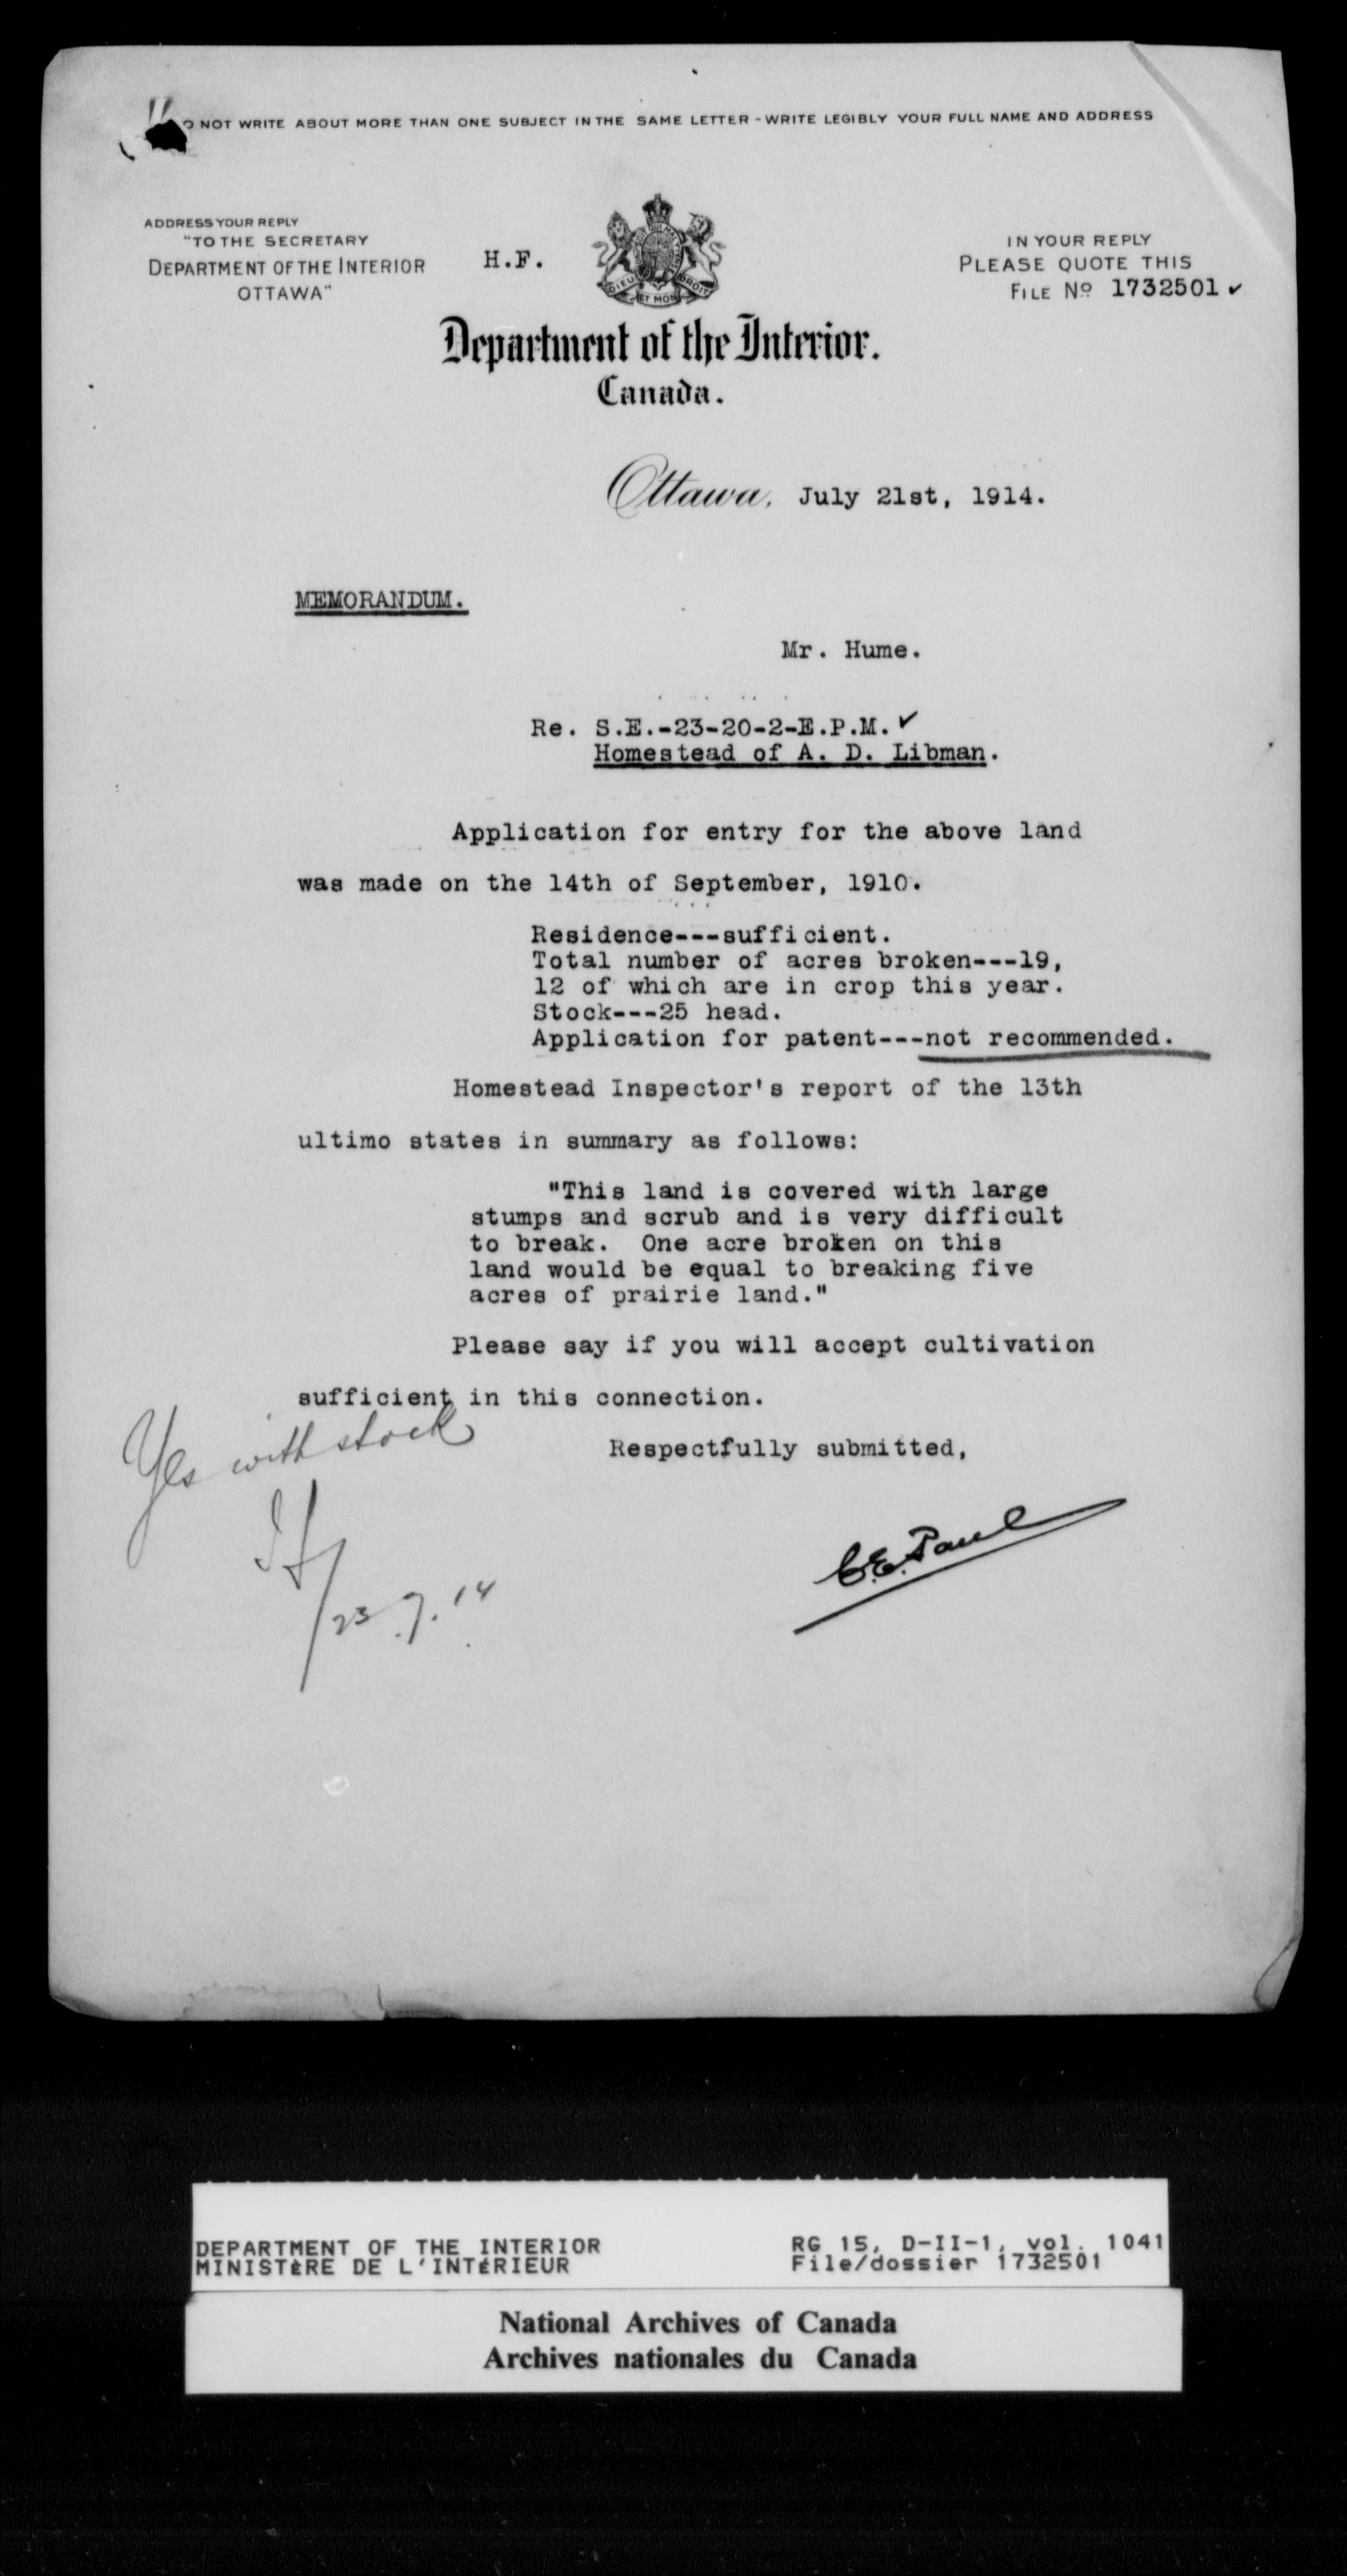 O NOT WRITE ABOUT MORE THAN ONE SUBJECT IN THE SAME LETTER - WRITE LEGIBLY YOUR FULL NAME AND ADDRESS
ADDRESS YOUR REPLY
"TO THE SECRETARY
DEPARTMENT OF THE INTERIOR
OTTAWA"
H.F.
DIEU ET MON DROIT
IN YOUR REPLY
PLEASE QUOTE THIS
FILE No 1732501 ✓
Department of the Interior.
Canada.
Ottawa, July 21st, 1914.
MEMORANDUM.
Mr. Hume.
Re. S.E.-23-20-2-E.P.M. ✓
Homestead of A. D. Libman.
Application for entry for the above land
was made on the 14th of September, 1910.
Residence---sufficient.
Total number of acres broken---19,
12 of which are in crop this year.
Stock---25 head.
Application for patent---not recommended.
Homestead Inspector's report of the 13th
ultimo states in summary as follows:
"This land is covered with large
stumps and scrub and is very difficult
to break. One acre broken on this
land would be equal to breaking five
acres of prairie land."
Please say if you will accept cultivation
sufficient in this connection.
Yes with stock
Respectfully submitted,
C.E. Paul
23.7.14
DEPARTMENT OF THE INTERIOR
MINISTÈRE DE L'INTÉRIEUR
RG 15, D-II-1, vol. 1041
File/dossier 1732501
National Archives of Canada
Archives nationales du Canada